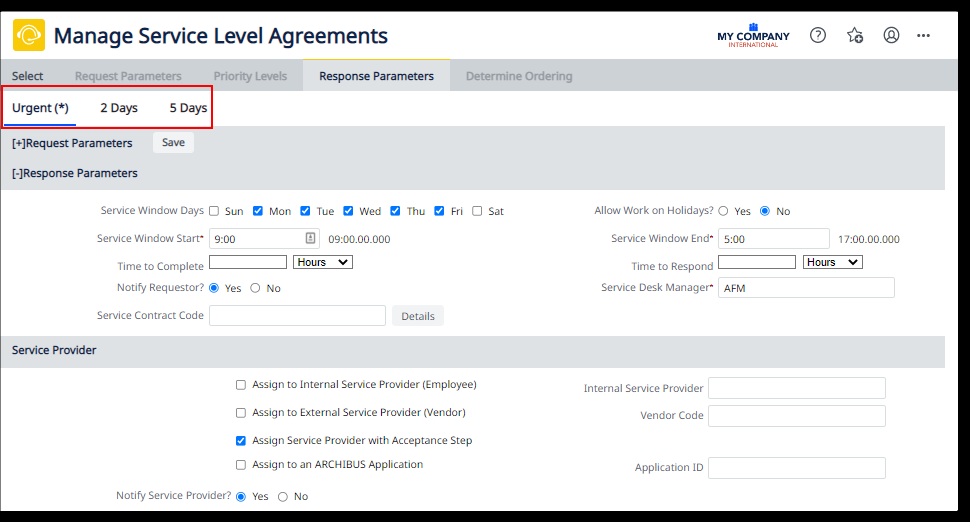 Manage Service Level Agreements
MY COMPANY
INTERNATIONAL
Select Request Parameters Priority Levels Response Parameters Determine Ordering
Urgent (*) 2 Days 5 Days
[+]Request Parameters Save
[-]Response Parameters
Service Window Days Sun Mon Tue Wed Thu Fri Sat Allow Work on Holidays? Yes No
Service Window Start* 9:00 09:00.00.000 Service Window End* 5:00 17:00.00.000
Time to Complete Hours Time to Respond Hours
Notify Requestor? Yes No Service Desk Manager* AFM
Service Contract Code Details
Service Provider
Assign to Internal Service Provider (Employee) Internal Service Provider
Assign to External Service Provider (Vendor) Vendor Code
Assign Service Provider with Acceptance Step
Assign to an ARCHIBUS Application Application ID
Notify Service Provider? Yes No